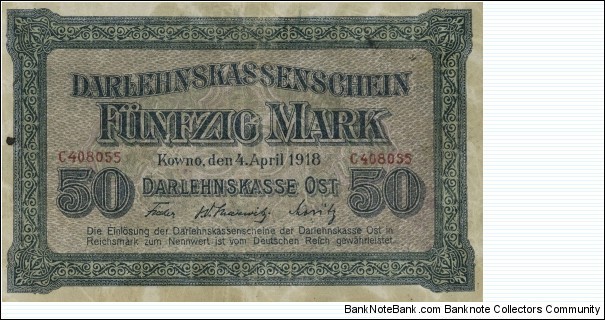 DARLEHNSKASSENSCHEIN
FÜNFZIG MARK
C408055 Kowno, den 4. April 1918 C408055
50 DARLEHNSKASSE OST 50
Die Einlösung der Darlehnskassenscheine der Darlehnskasse Ost in
Reichsmark zum Nennwert ist vom Deutschen Reich gewährleistet.
BankNoteBank.com - Banknote Collectors Community